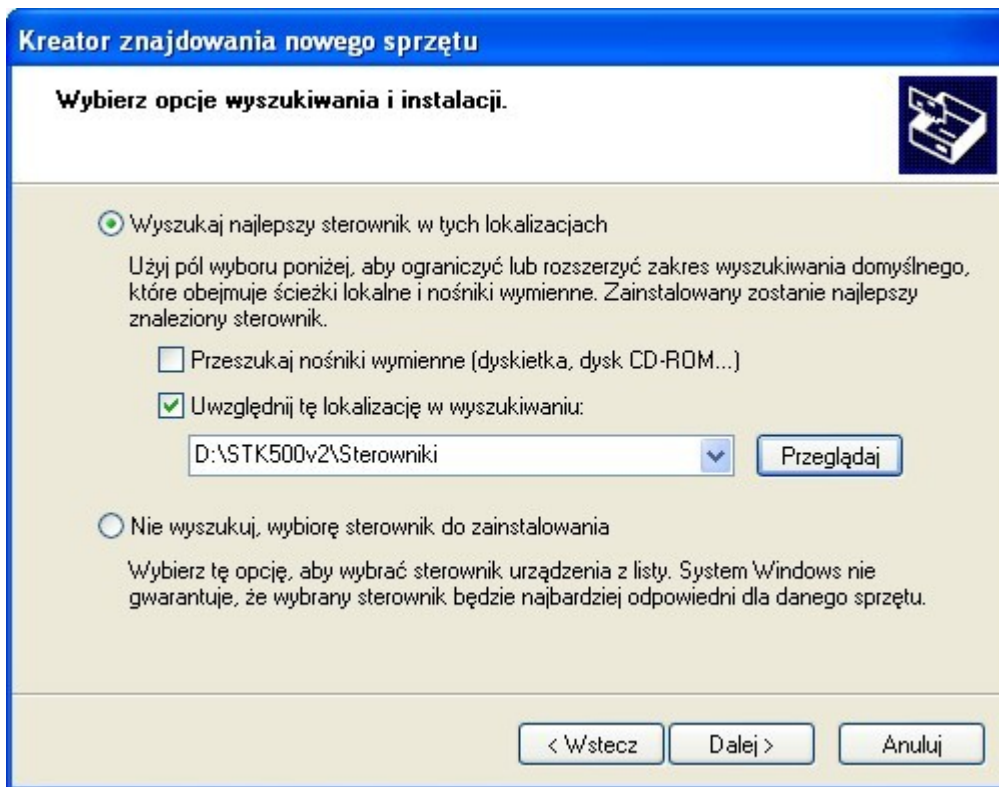 Kreator znajdowania nowego sprzętu
Wybierz opcje wyszukiwania i instalacji.
Wyszukaj najlepszy sterownik w tych lokalizacjach
Użyj pól wyboru poniżej, aby ograniczyć lub rozszerzyć zakres wyszukiwania domyślnego,
które obejmuje ścieżki lokalne i nośniki wymienne. Zainstalowany zostanie najlepszy
znaleziony sterownik.
Przeszukaj nośniki wymienne (dyskietka, dysk CD-ROM...)
Uwzględnij tę lokalizację w wyszukiwaniu:
D:\STK500v2\Sterowniki
Przeglądaj
Nie wyszukuj, wybiorę sterownik do zainstalowania
Wybierz tę opcję, aby wybrać sterownik urządzenia z listy. System Windows nie
gwarantuje, że wybrany sterownik będzie najbardziej odpowiedni dla danego sprzętu.
< Wstecz
Dalej >
Anuluj